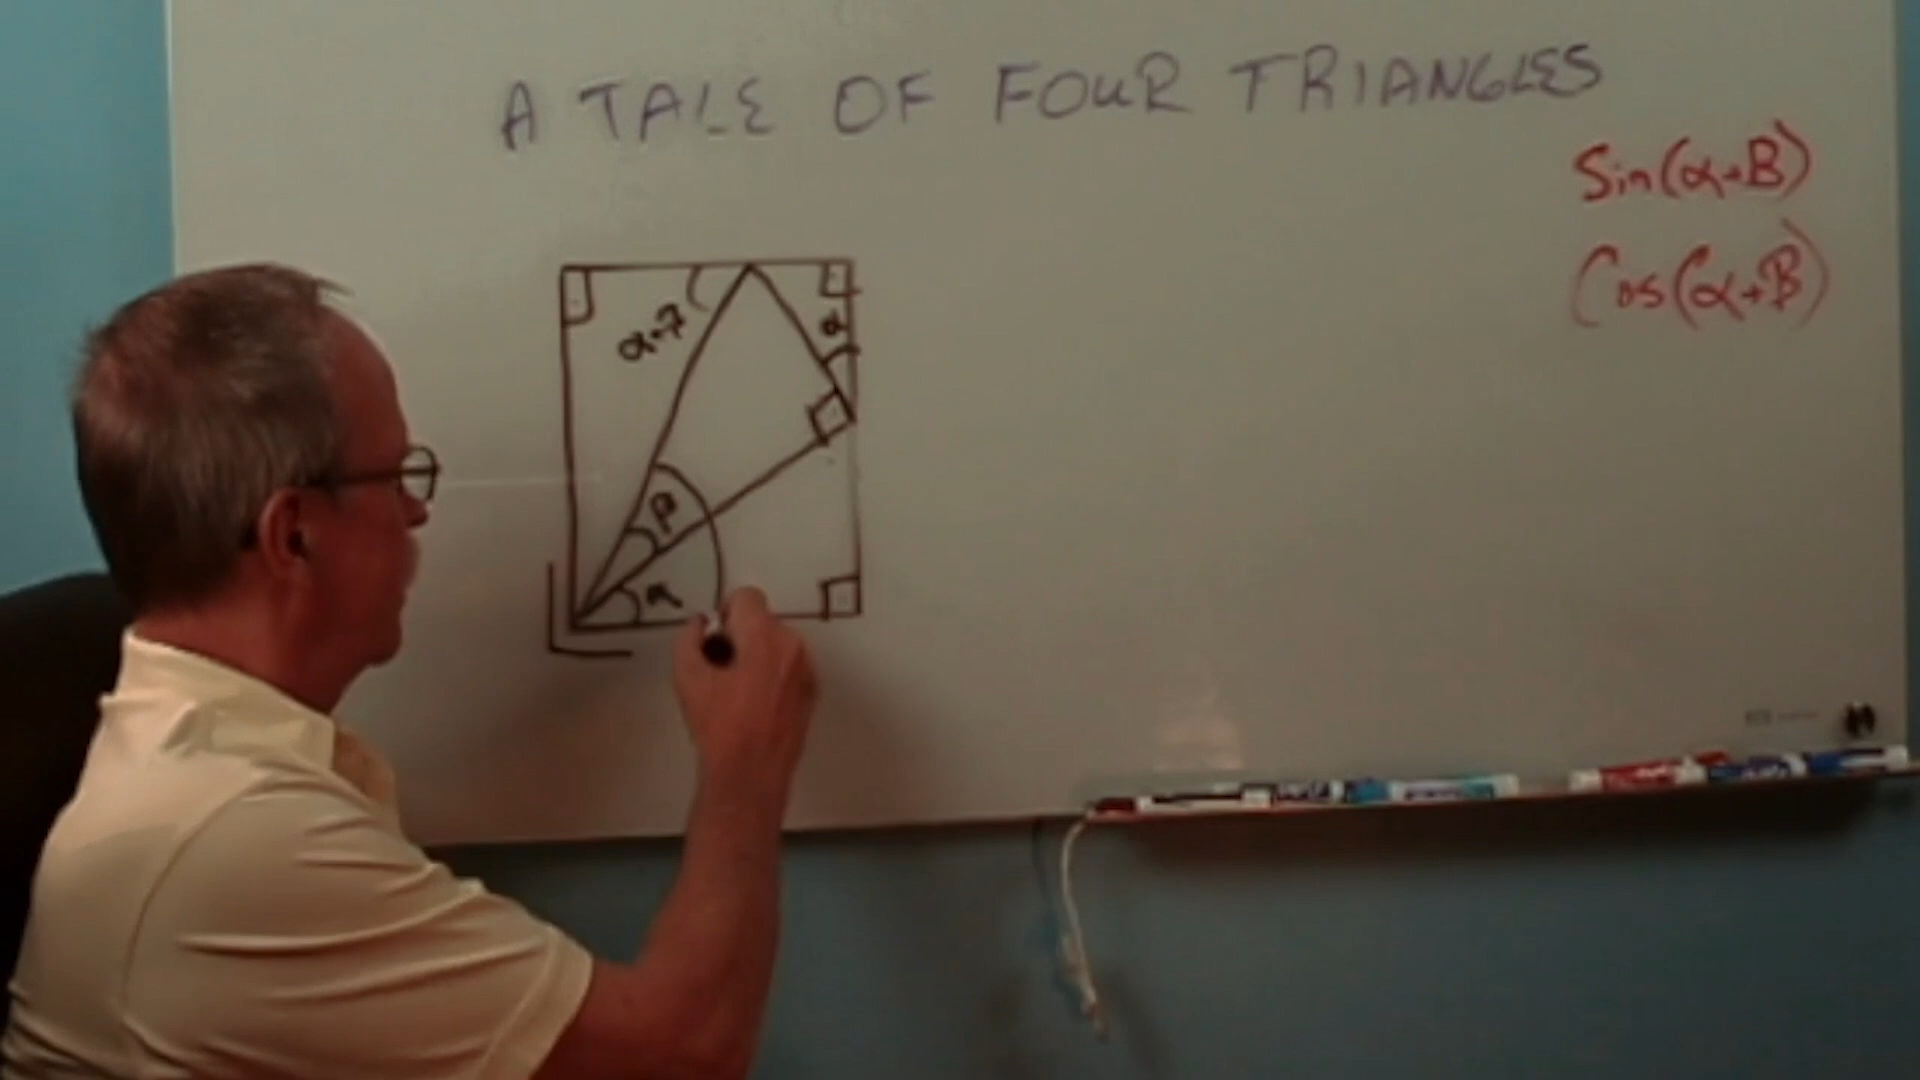 A TALE OF FOUR TRIANGLES
Sin(α+B)
Cos(α+B)
α
β
α